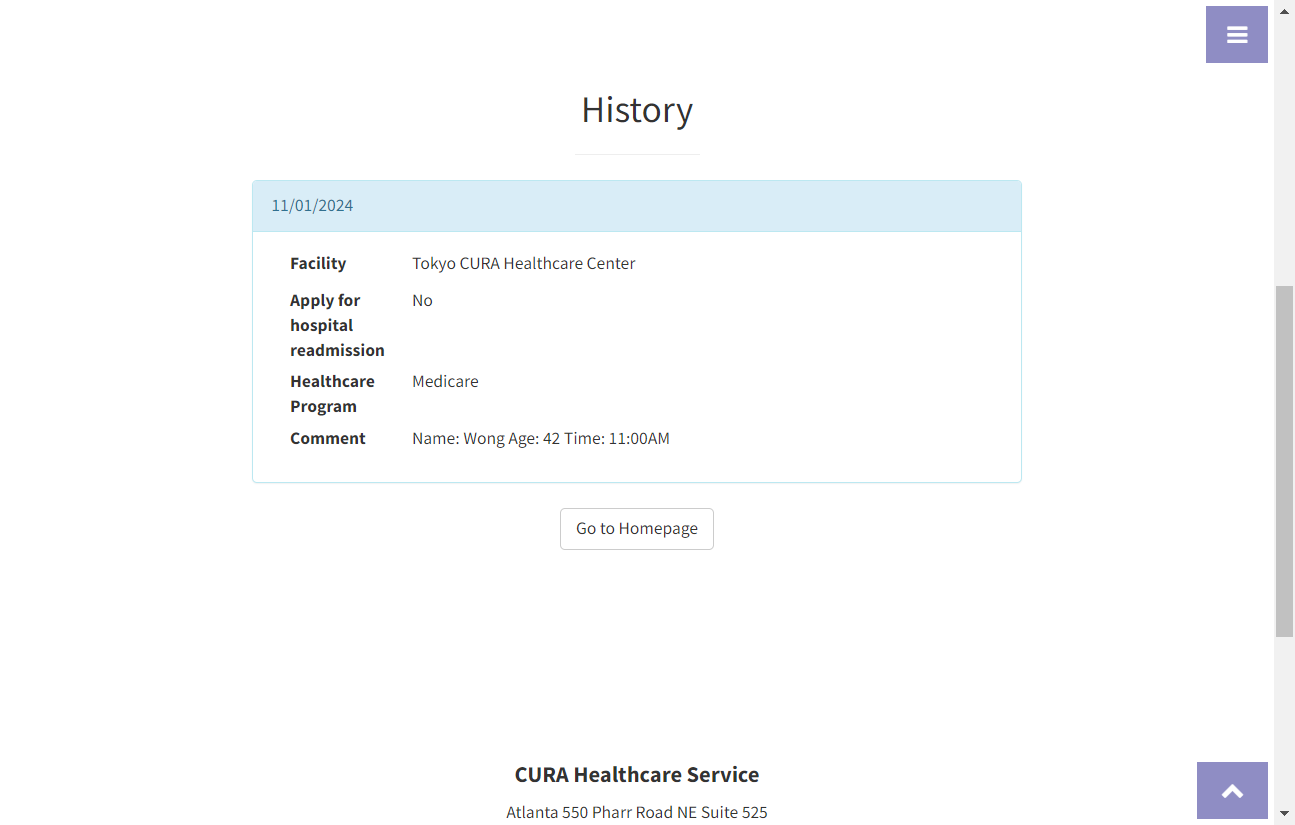 History
11/01/2024
Facility Tokyo CURA Healthcare Center
Apply for No
hospital
readmission
Healthcare Medicare
Program
Comment Name: Wong Age: 42 Time: 11:00AM
Go to Homepage
CURA Healthcare Service
Atlanta 550 Pharr Road NE Suite 525